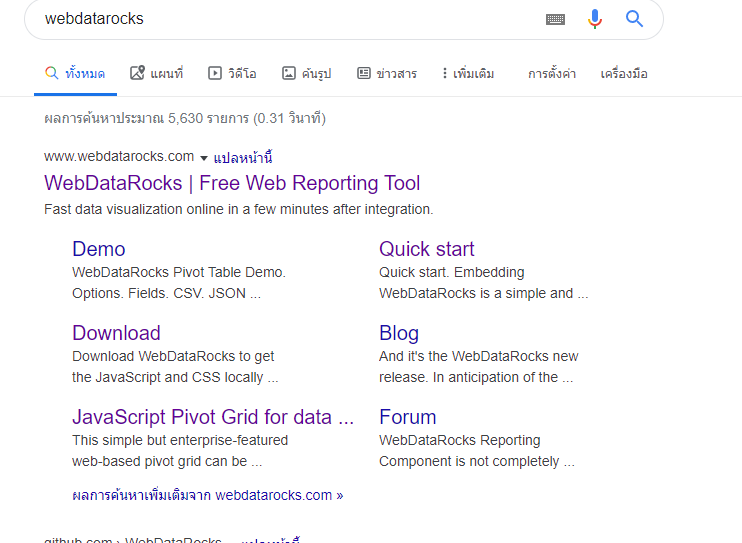 webdatarocks
ทั้งหมด แผนที่ วิดีโอ ค้นรูป ข่าวสาร เพิ่มเติม การตั้งค่า เครื่องมือ
ผลการค้นหาประมาณ 5,630 รายการ (0.31 วินาที)
www.webdatarocks.com แปลหน้านี้
WebDataRocks | Free Web Reporting Tool
Fast data visualization online in a few minutes after integration.
Demo
WebDataRocks Pivot Table Demo.
Options. Fields. CSV. JSON ...
Quick start
Quick start. Embedding
WebDataRocks is a simple and ...
Download
Download WebDataRocks to get
the JavaScript and CSS locally ...
Blog
And it's the WebDataRocks new
release. In anticipation of the ...
JavaScript Pivot Grid for data ...
This simple but enterprise-featured
web-based pivot grid can be ...
Forum
WebDataRocks Reporting
Component is not completely ...
ผลการค้นหาเพิ่มเติมจาก webdatarocks.com »
github.com › WebDataRocks แปลหน้านี้